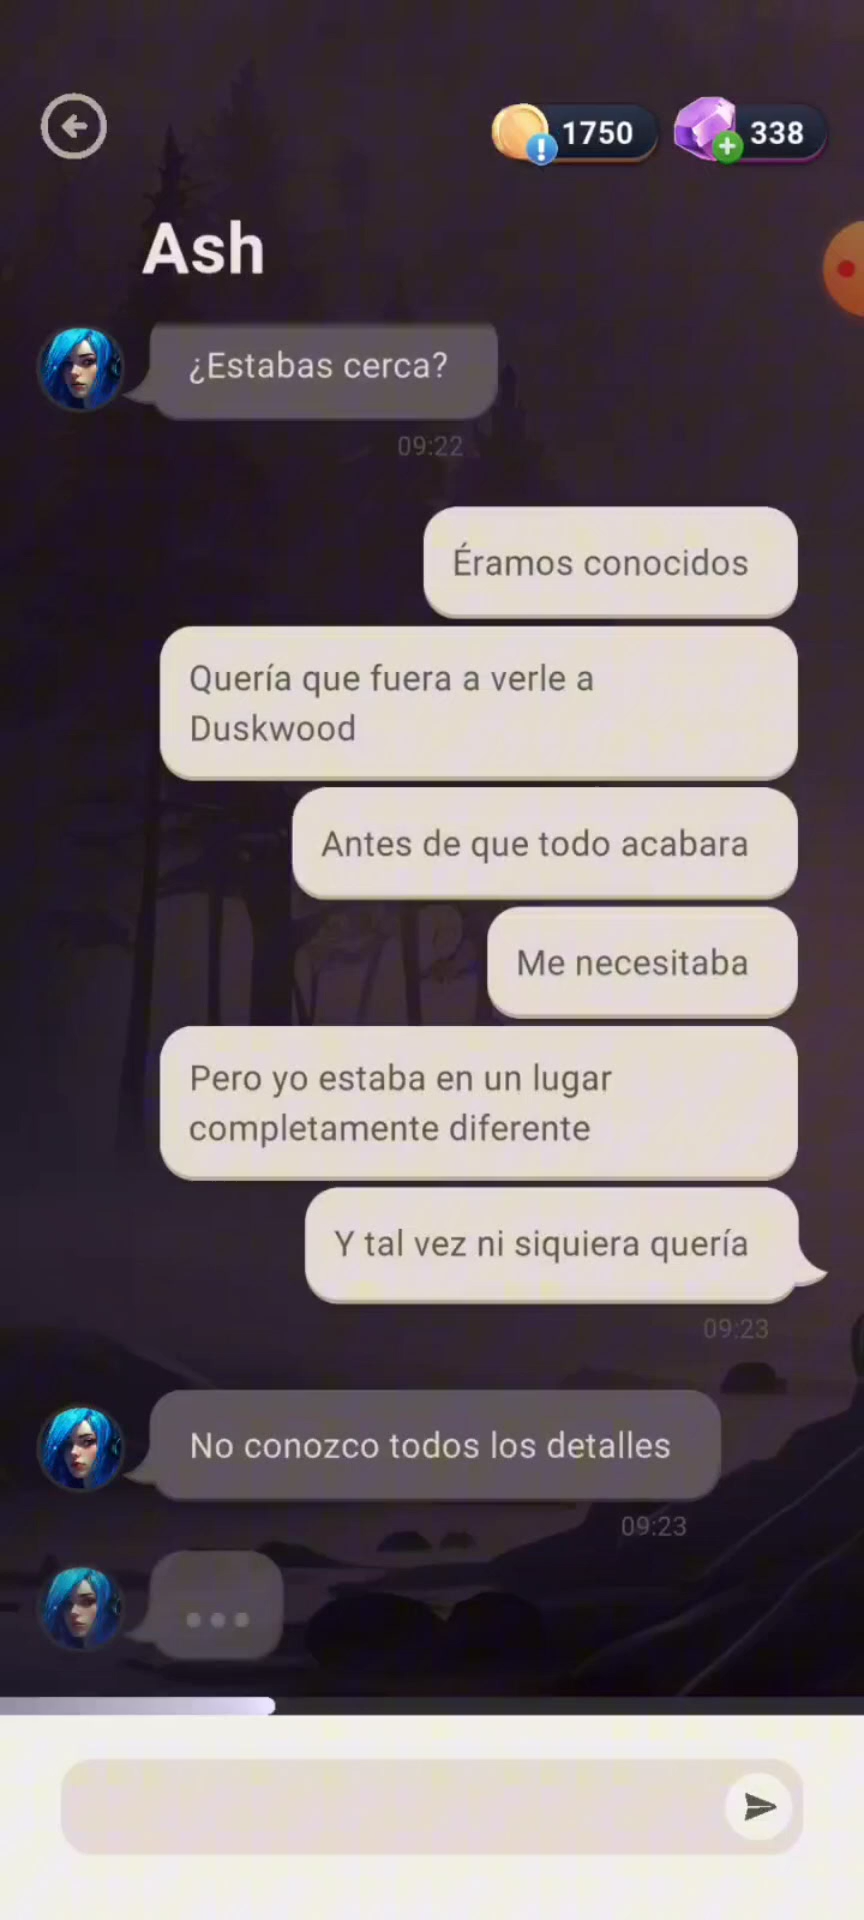 1750
338
Ash
¿Estabas cerca?
09:22
Éramos conocidos
Quería que fuera a verle a
Duskwood
Antes de que todo acabara
Me necesitaba
Pero yo estaba en un lugar
completamente diferente
Y tal vez ni siquiera quería
09:23
No conozco todos los detalles
09:23